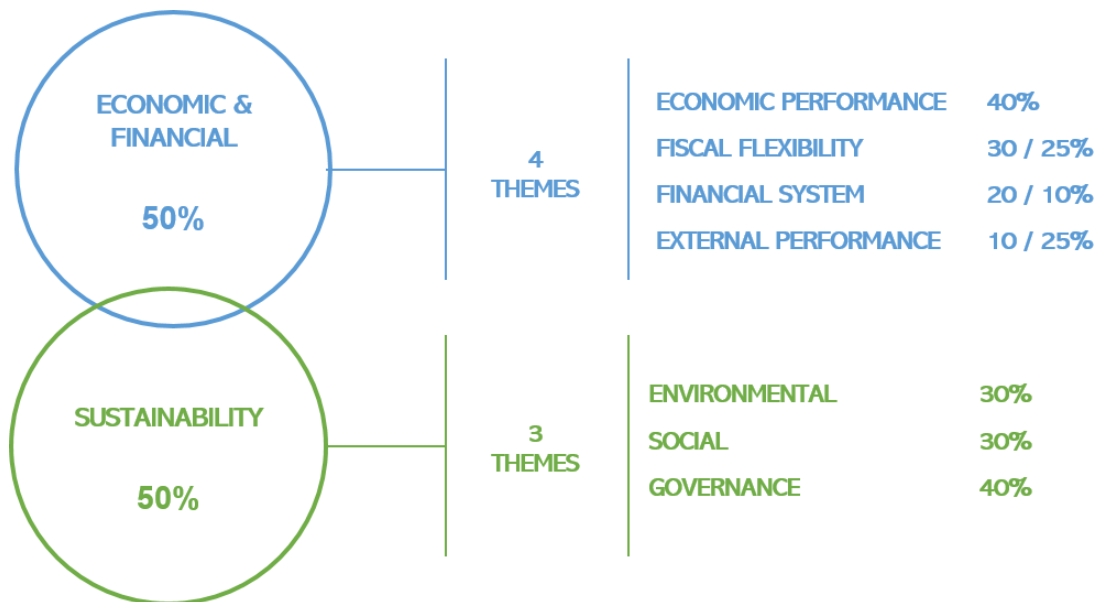 ECONOMIC &
FINANCIAL
50%
4
THEMES
ECONOMIC PERFORMANCE 40%
FISCAL FLEXIBILITY 30 / 25%
FINANCIAL SYSTEM 20 / 10%
EXTERNAL PERFORMANCE 10 / 25%
SUSTAINABILITY
50%
3
THEMES
ENVIRONMENTAL 30%
SOCIAL 30%
GOVERNANCE 40%